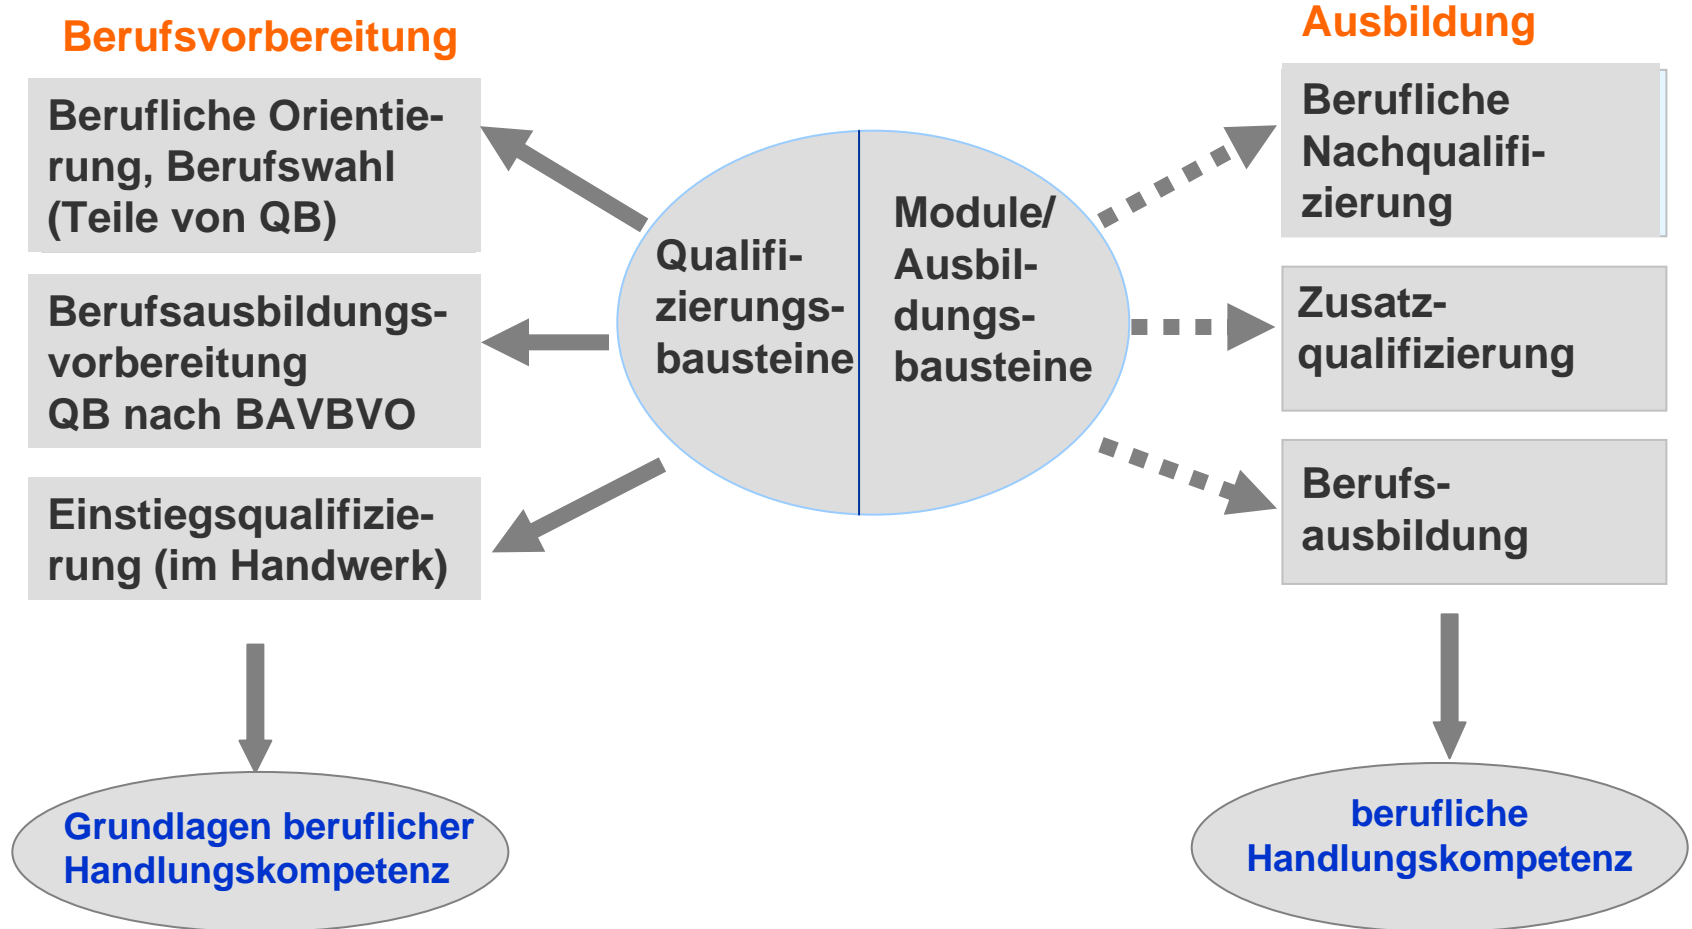 Berufsvorbereitung
Berufliche Orientie-
rung, Berufswahl
(Teile von QB)
Berufsausbildungs-
vorbereitung
QB nach BAVBVO
Einstiegsqualifizie-
rung (im Handwerk)
Grundlagen beruflicher
Handlungskompetenz
Qualifi-
zierungs-
bausteine
Module/
Ausbil-
dungs-
bausteine
Ausbildung
Berufliche
Nachqualifi-
zierung
Zusatz-
qualifizierung
Berufs-
ausbildung
berufliche
Handlungskompetenz